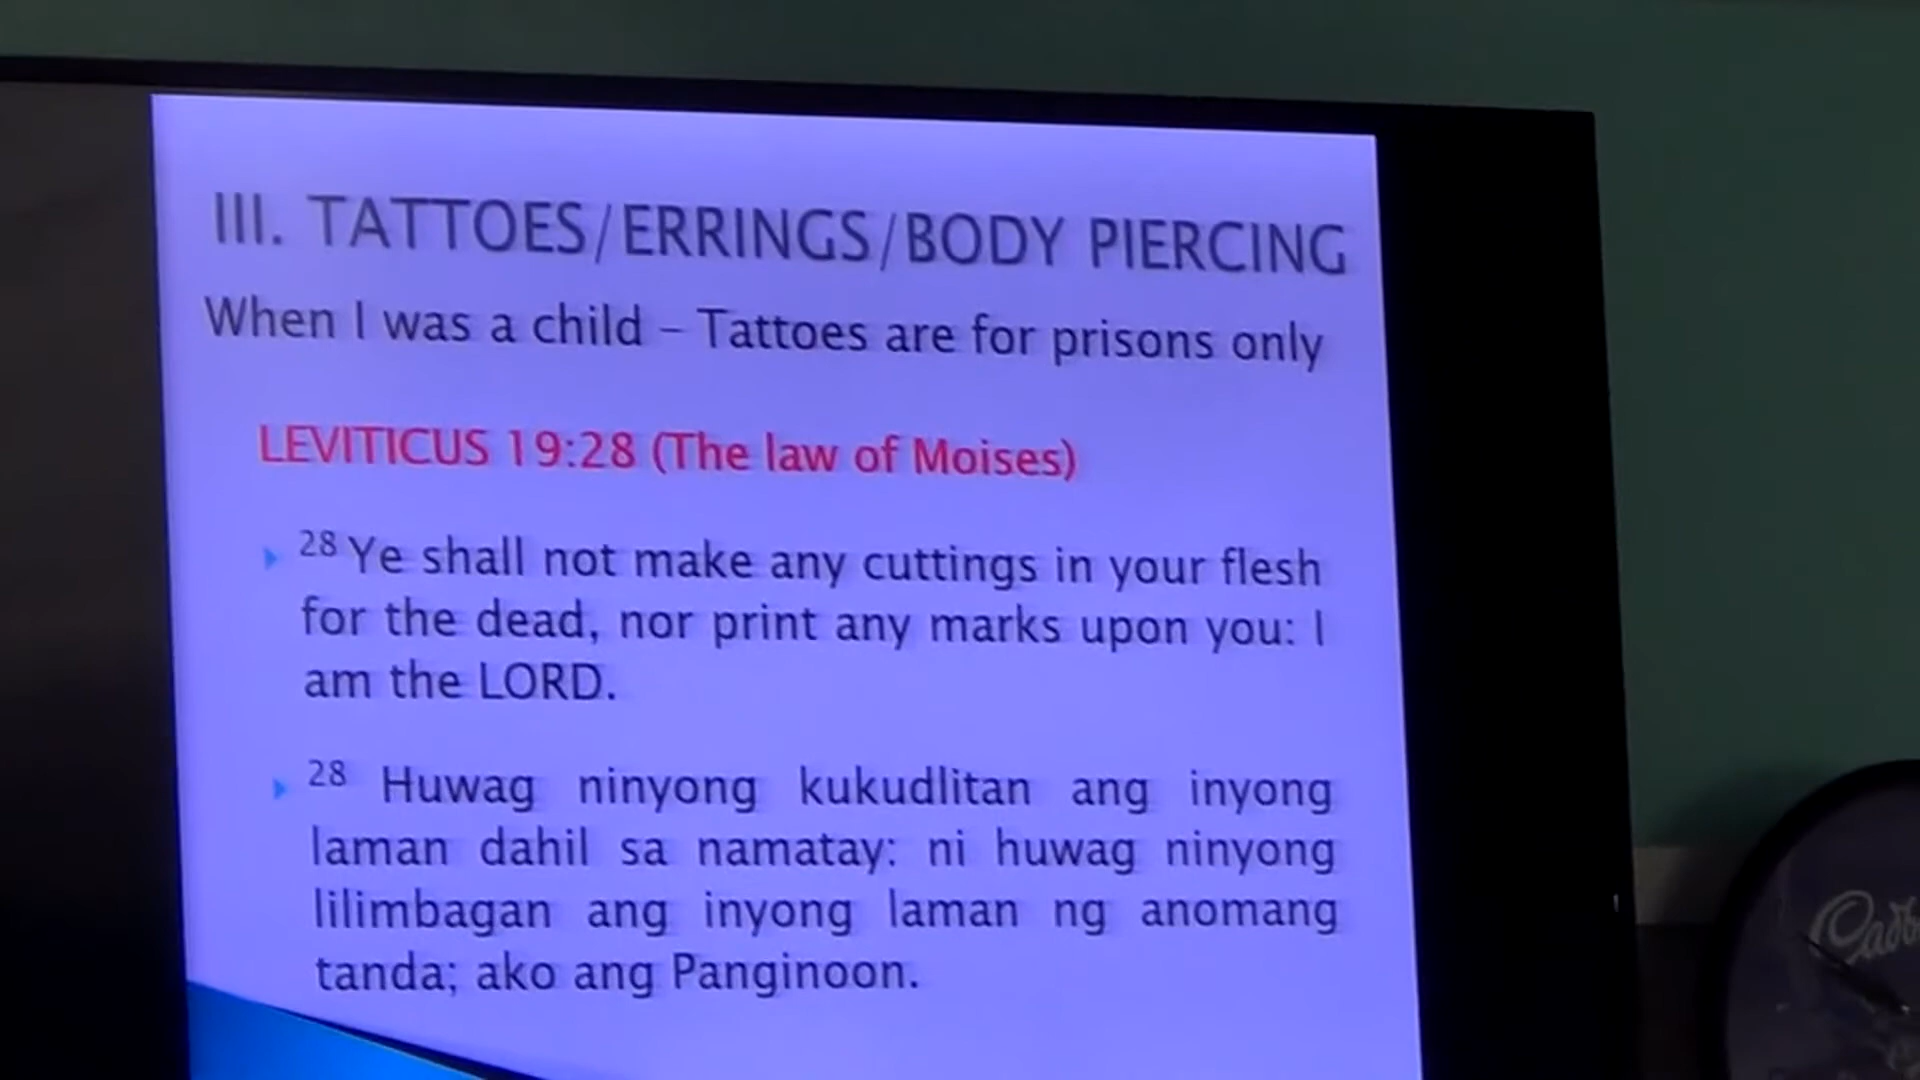 III. TATTOES/ERRINGS/BODY PIERCING
When I was a child – Tattoes are for prisons only
LEVITICUS 19:28 (The law of Moises)
28 Ye shall not make any cuttings in your flesh
for the dead, nor print any marks upon you: I
am the LORD.
28 Huwag ninyong kukudlitan ang inyong
laman dahil sa namatay: ni huwag ninyong
lilimbagan ang inyong laman ng anomang
tanda; ako ang Panginoon.